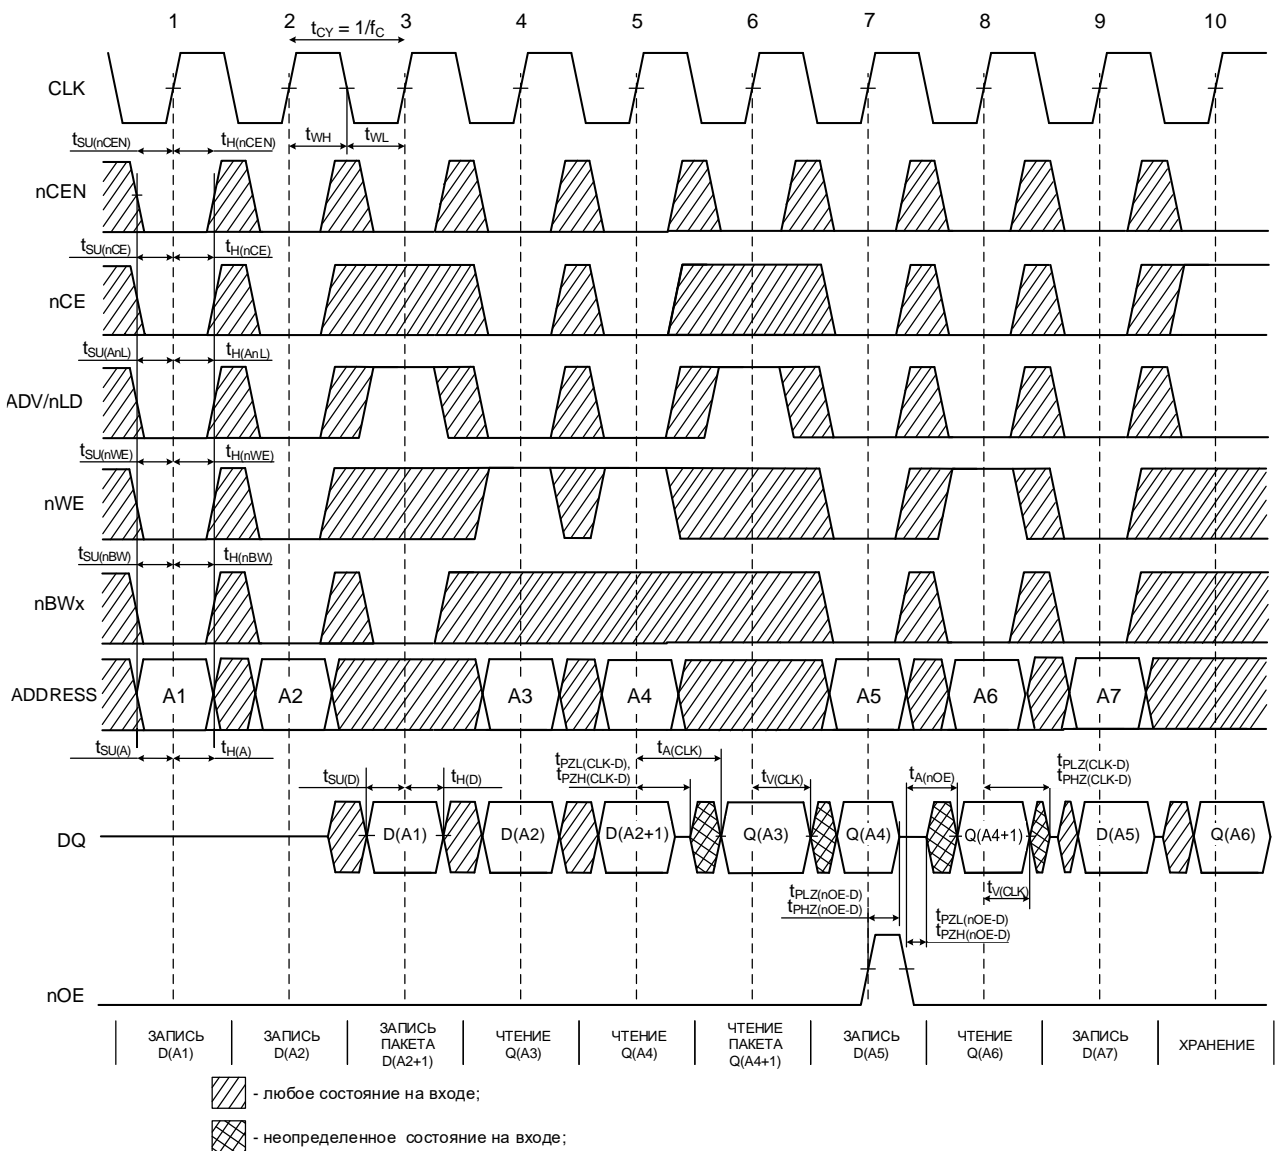 1 2 3 4 5 6 7 8 9 10
tCY = 1/fC
CLK
tSU(nCEN) tH(nCEN) tWH tWL
nCEN
tSU(nCE) tH(nCE)
nCE
tSU(AnL) tH(AnL)
ADV/nLD
tSU(nWE) tH(nWE)
nWE
tSU(nBW) tH(nBW)
nBWx
ADDRESS A1 A2 A3 A4 A5 A6 A7
tSU(A) tH(A)
tSU(D) tH(D)
tPZL(CLK-D),
tPZH(CLK-D)
tA(CLK)
tV(CLK)
tA(nOE)
tPLZ(CLK-D)
tPHZ(CLK-D)
DQ D(A1) D(A2) D(A2+1) Q(A3) Q(A4) Q(A4+1) D(A5) Q(A6)
tPLZ(nOE-D)
tPHZ(nOE-D)
tV(CLK)
tPZL(nOE-D)
tPZH(nOE-D)
nOE
ЗАПИСЬ
D(A1)
ЗАПИСЬ
D(A2)
ЗАПИСЬ
ПАКЕТА
D(A2+1)
ЧТЕНИЕ
Q(A3)
ЧТЕНИЕ
Q(A4)
ЧТЕНИЕ
ПАКЕТА
Q(A4+1)
ЗАПИСЬ
D(A5)
ЧТЕНИЕ
Q(A6)
ЗАПИСЬ
D(A7)
ХРАНЕНИЕ
- любое состояние на входе;
- неопределенное состояние на входе;